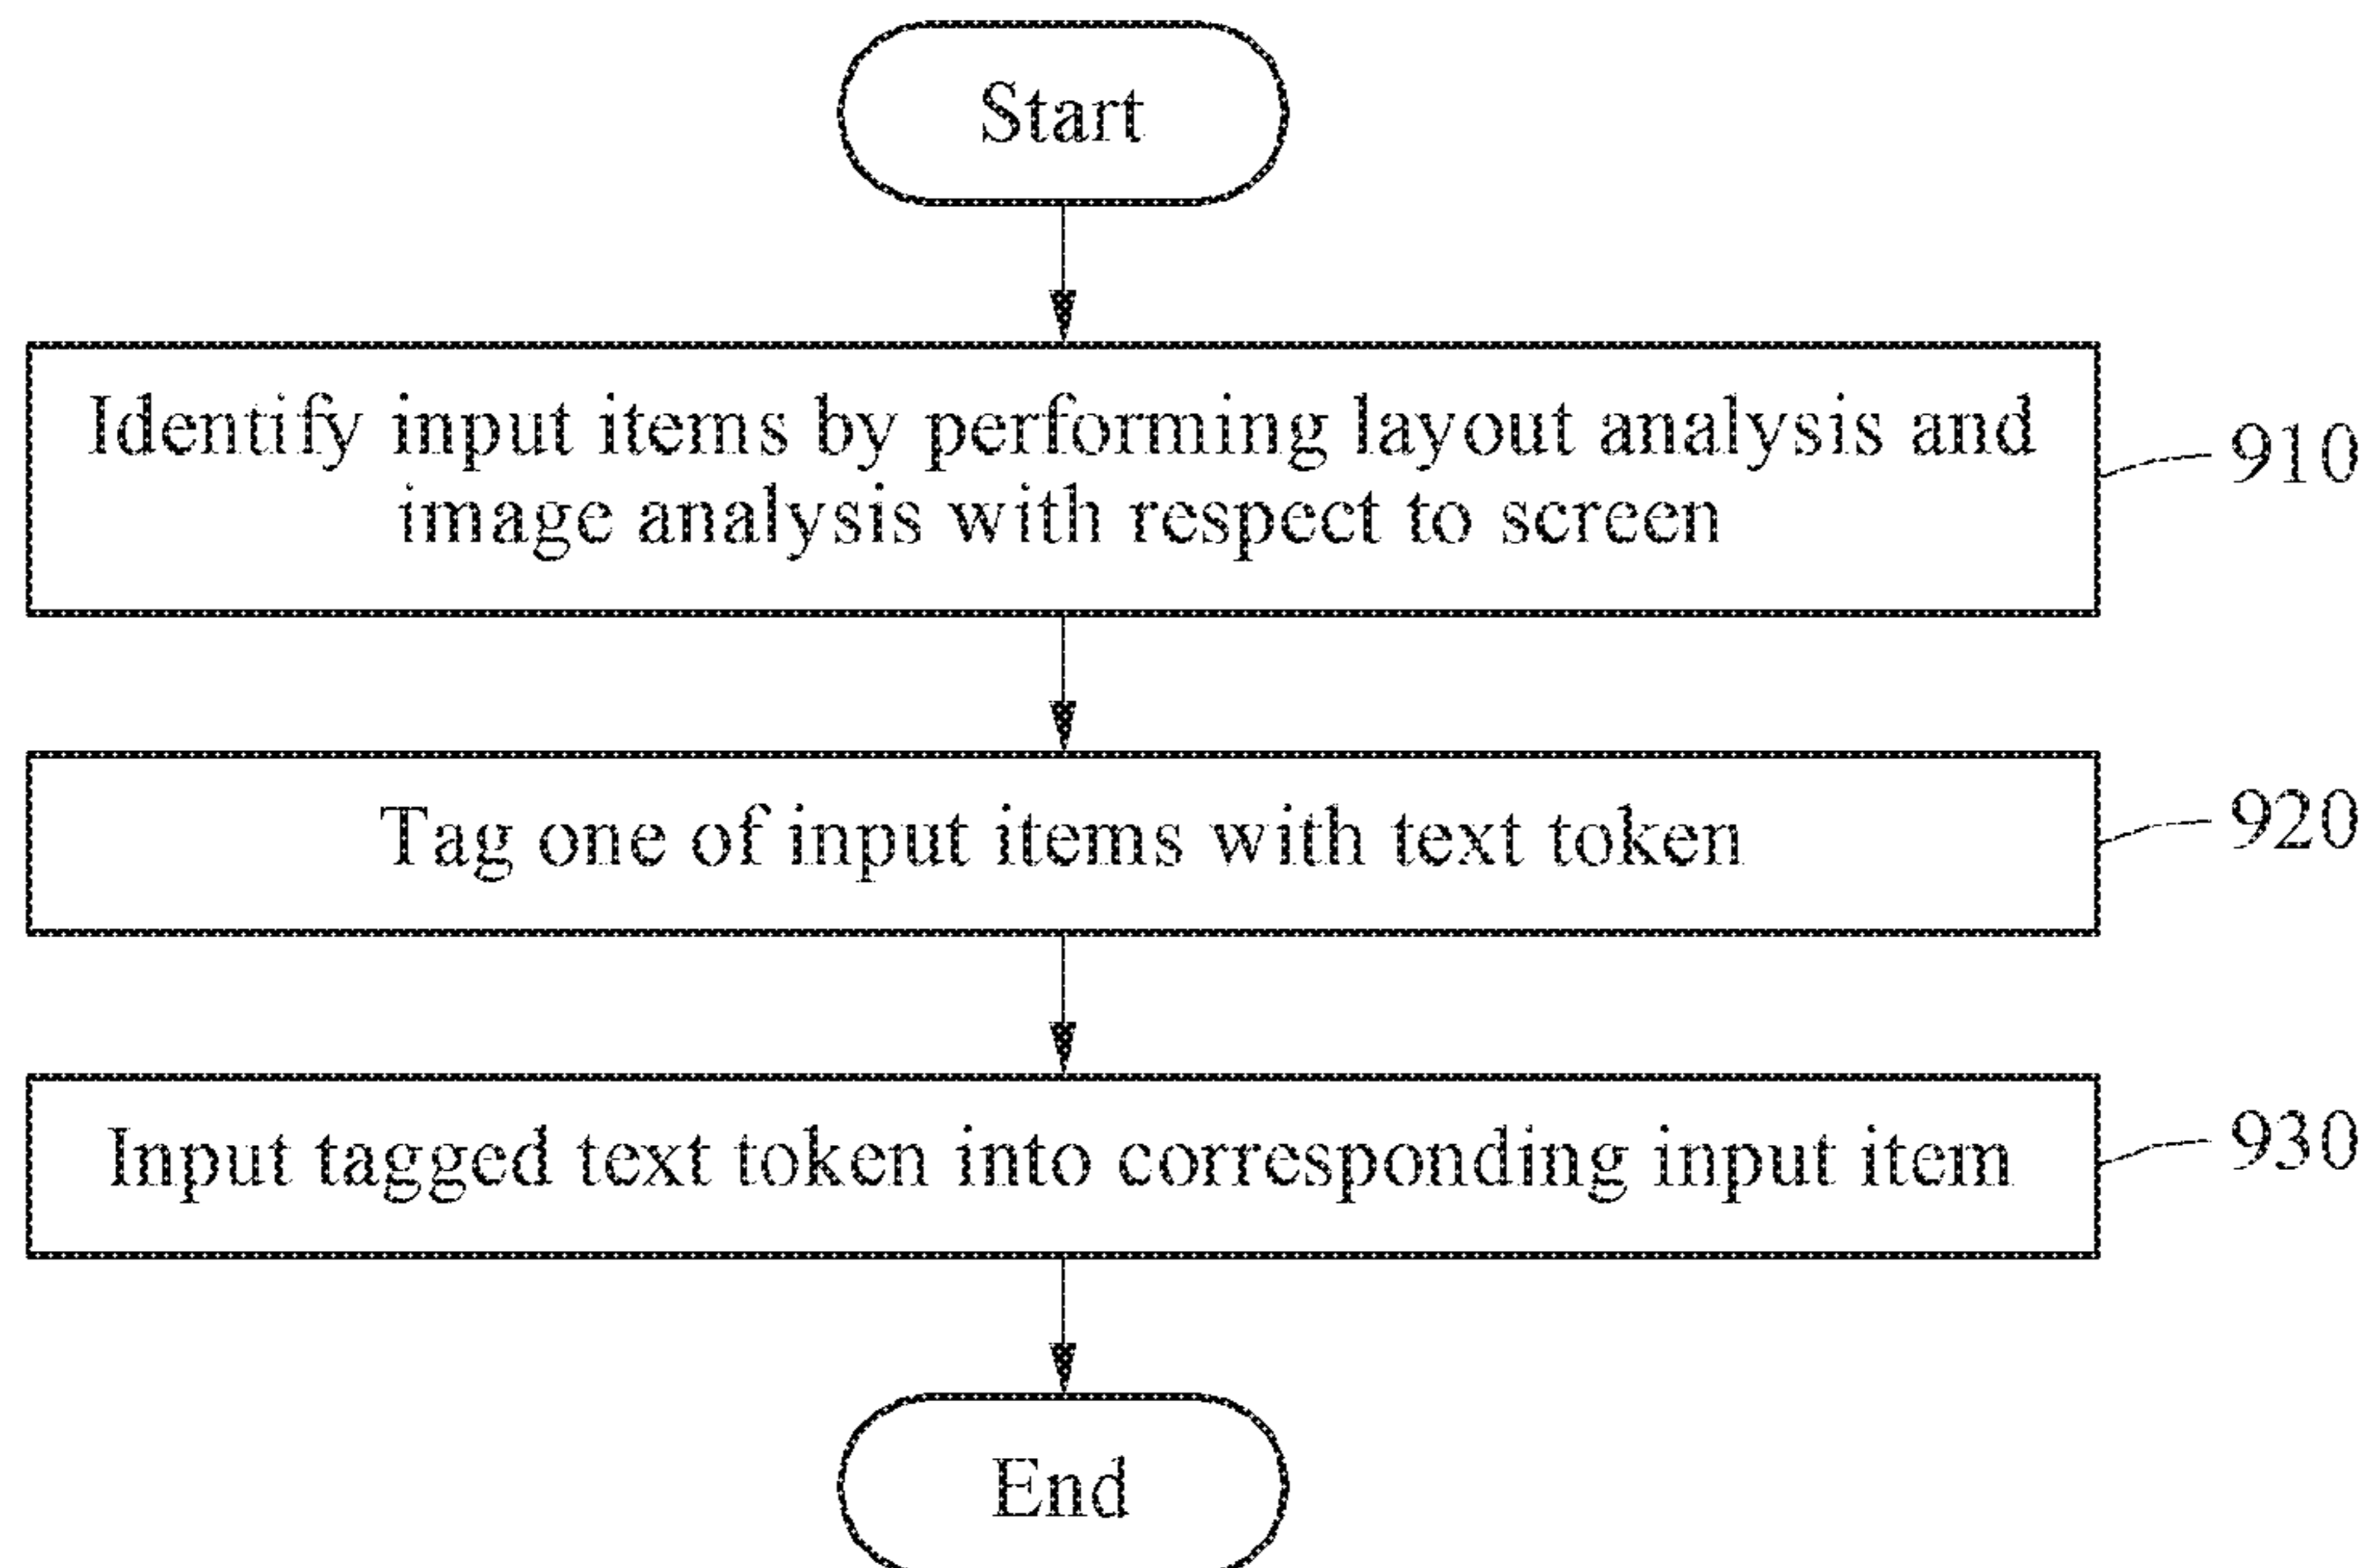 Start
Identify input items by performing layout analysis and
image analysis with respect to screen
910
Tag one of input items with text token
920
Input tagged text token into corresponding input item
930
End